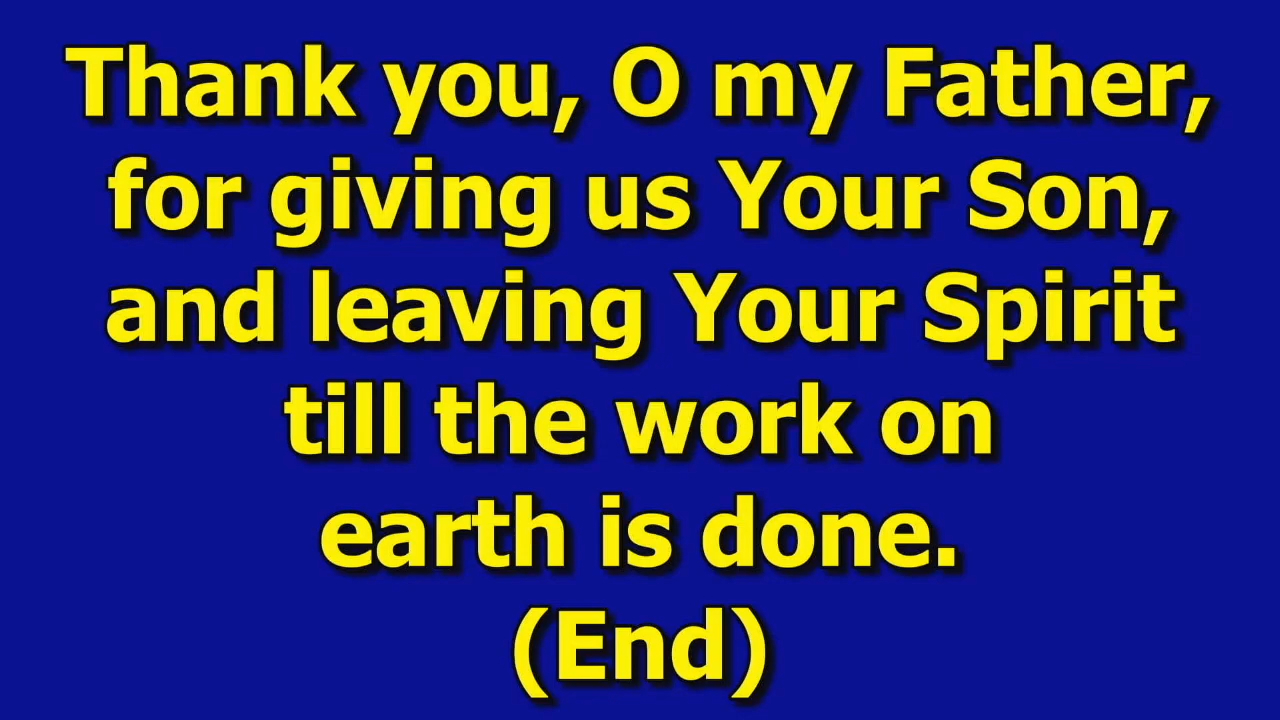 Thank you, O my Father,
for giving us Your Son,
and leaving Your Spirit
till the work on
earth is done.
(End)